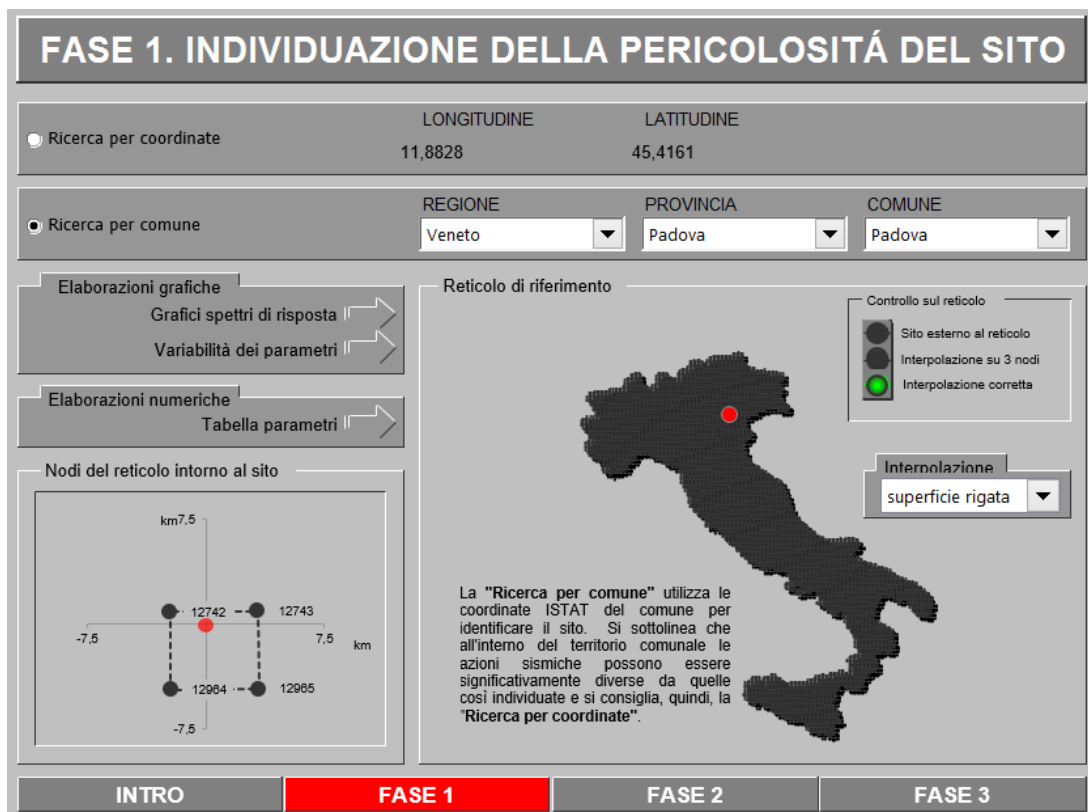 FASE 1. INDIVIDUAZIONE DELLA PERICOLOSITÁ DEL SITO
LONGITUDINE LATITUDINE
Ricerca per coordinate
11,8828 45,4161
REGIONE PROVINCIA COMUNE
Ricerca per comune
Veneto Padova Padova
Elaborazioni grafiche
Grafici spettri di risposta
Variabilità dei parametri
Elaborazioni numeriche
Tabella parametri
Nodi del reticolo intorno al sito
km 7,5
12742 12743
-7,5 7,5 km
12964 12965
-7,5
Reticolo di riferimento
Controllo sul reticolo
Sito esterno al reticolo
Interpolazione su 3 nodi
Interpolazione corretta
Interpolazione
superficie rigata
La "Ricerca per comune" utilizza le
coordinate ISTAT del comune per
identificare il sito. Si sottolinea che
all'interno del territorio comunale le
azioni sismiche possono essere
significativamente diverse da quelle
così individuate e si consiglia, quindi, la
"Ricerca per coordinate".
INTRO FASE 1 FASE 2 FASE 3